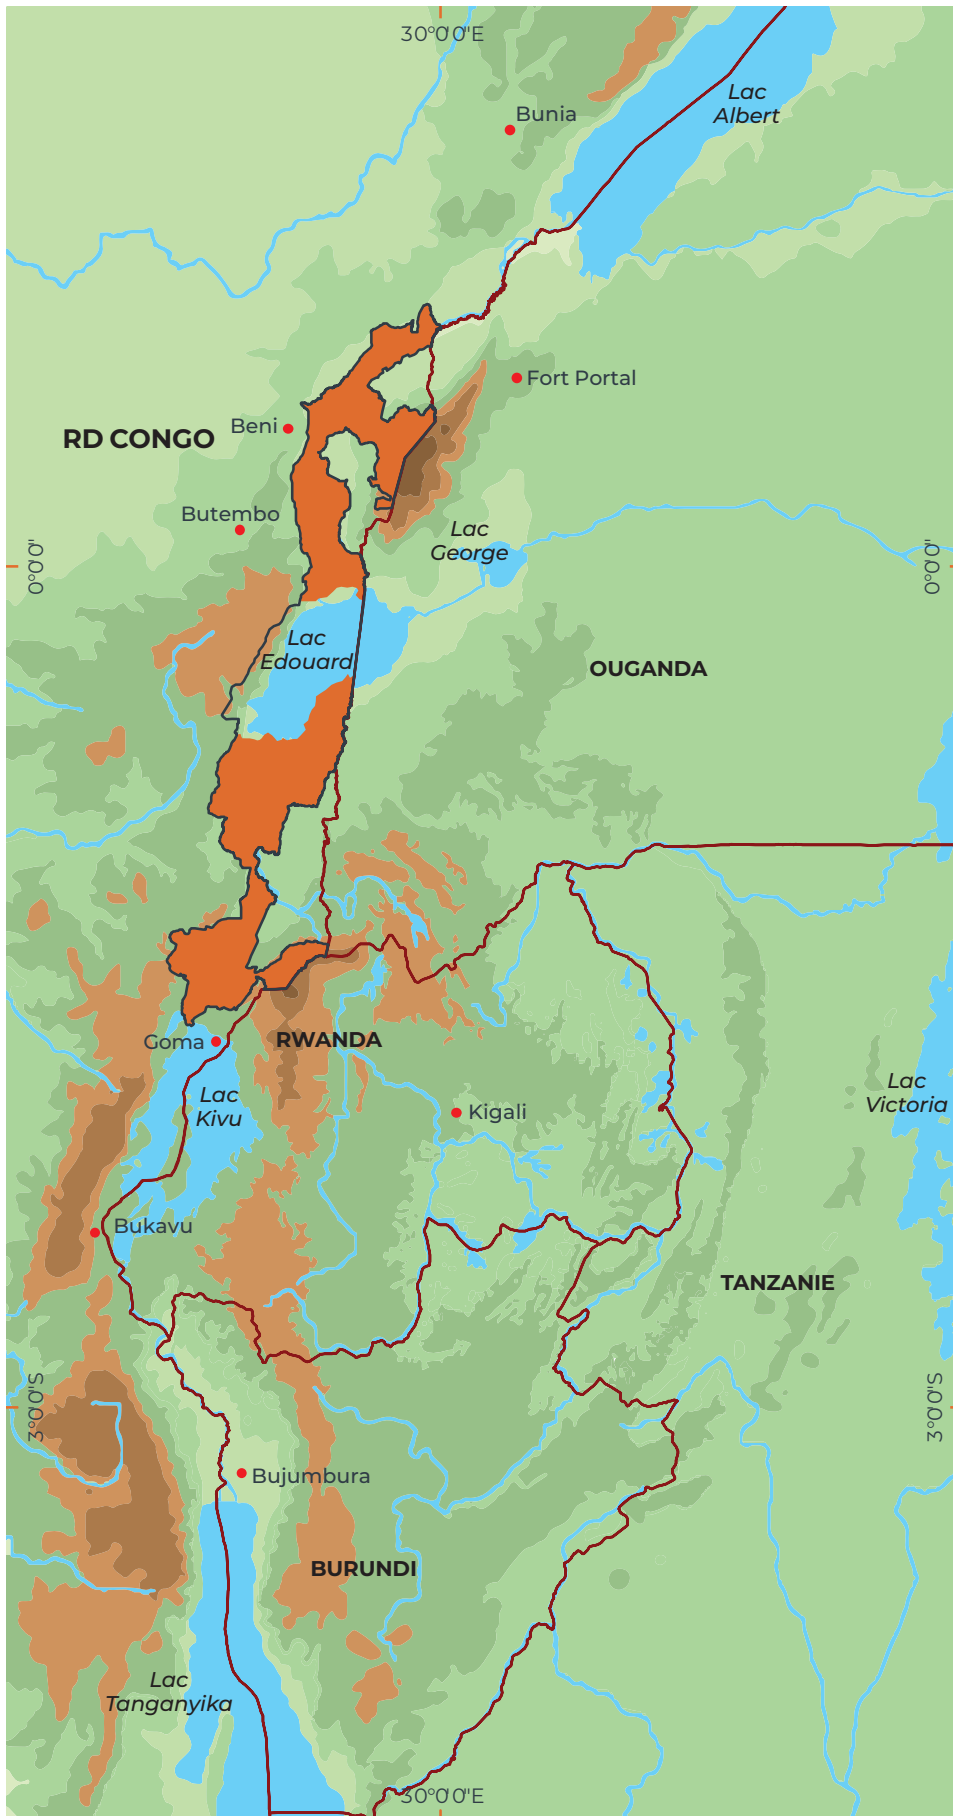 30°0'0"E
Lac
Albert
Bunia
Fort Portal
Beni
RD CONGO
Butembo
Lac
George
0°0'0"
0°0'0"
Lac
Edouard
OUGANDA
Goma
RWANDA
Lac
Kivu
Lac
Victoria
Kigali
Bukavu
TANZANIE
3°0'0"S
3°0'0"S
Bujumbura
BURUNDI
Lac
Tanganyika
30°0'0"E